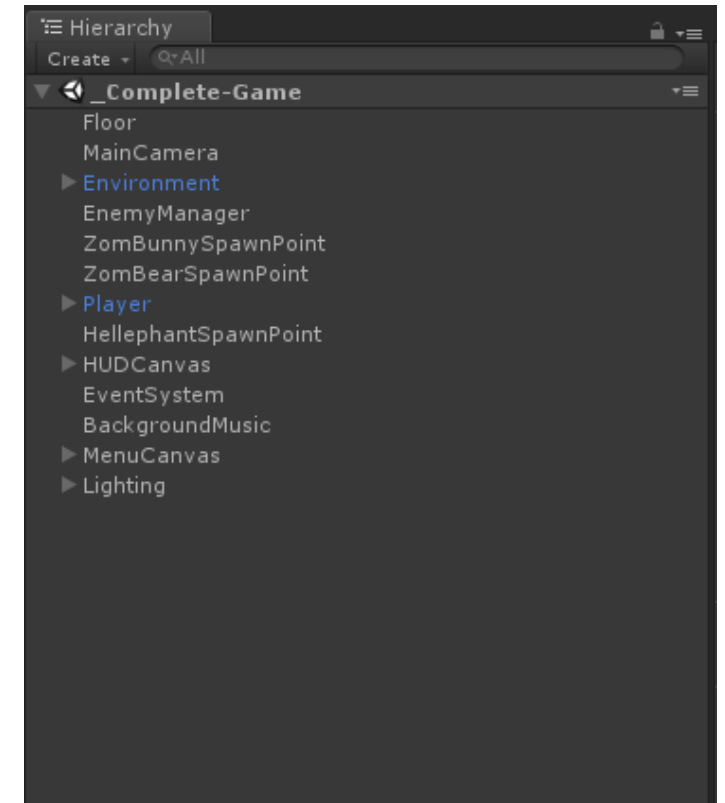 Hierarchy
Create All
_Complete-Game
Floor
MainCamera
Environment
EnemyManager
ZomBunnySpawnPoint
ZomBearSpawnPoint
Player
HellephantSpawnPoint
HUDCanvas
EventSystem
BackgroundMusic
MenuCanvas
Lighting